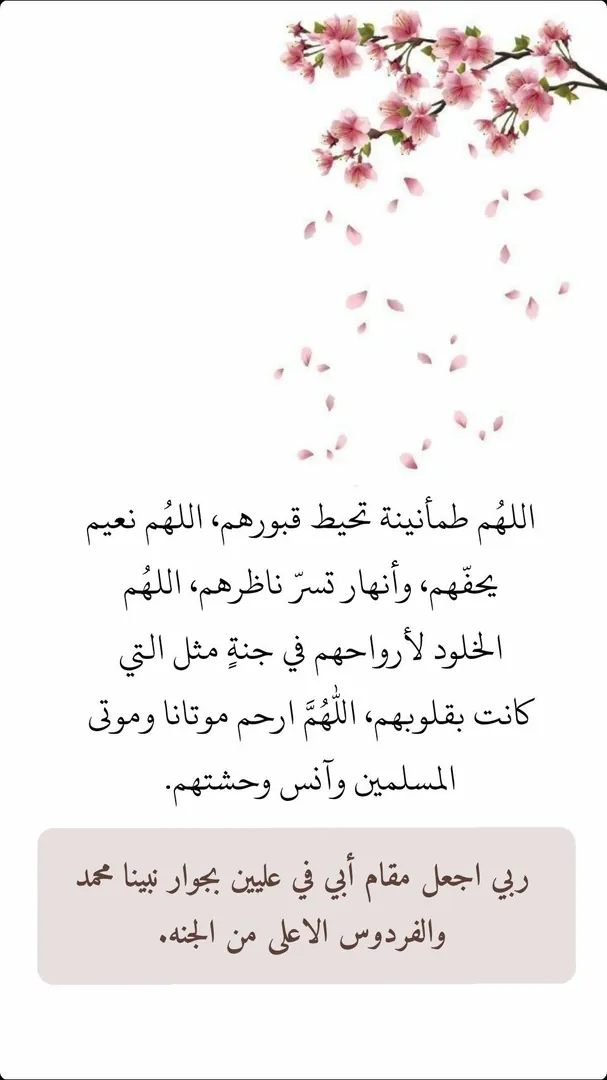 اللهُم طمأنينة تحيط قبورهم، اللهُم نعيم
يحفّهم، وأنهار تسرّ ناظرهم، اللهُم
الخلود لأرواحهم في جنةٍ مثل التي
كانت بقلوبهم، اللّٰهُمَّ ارحم موتانا وموتى
المسلمين وآنس وحشتهم.
ربي اجعل مقام أبي في عليين بجوار نبينا محمد
والفردوس الاعلى من الجنه.